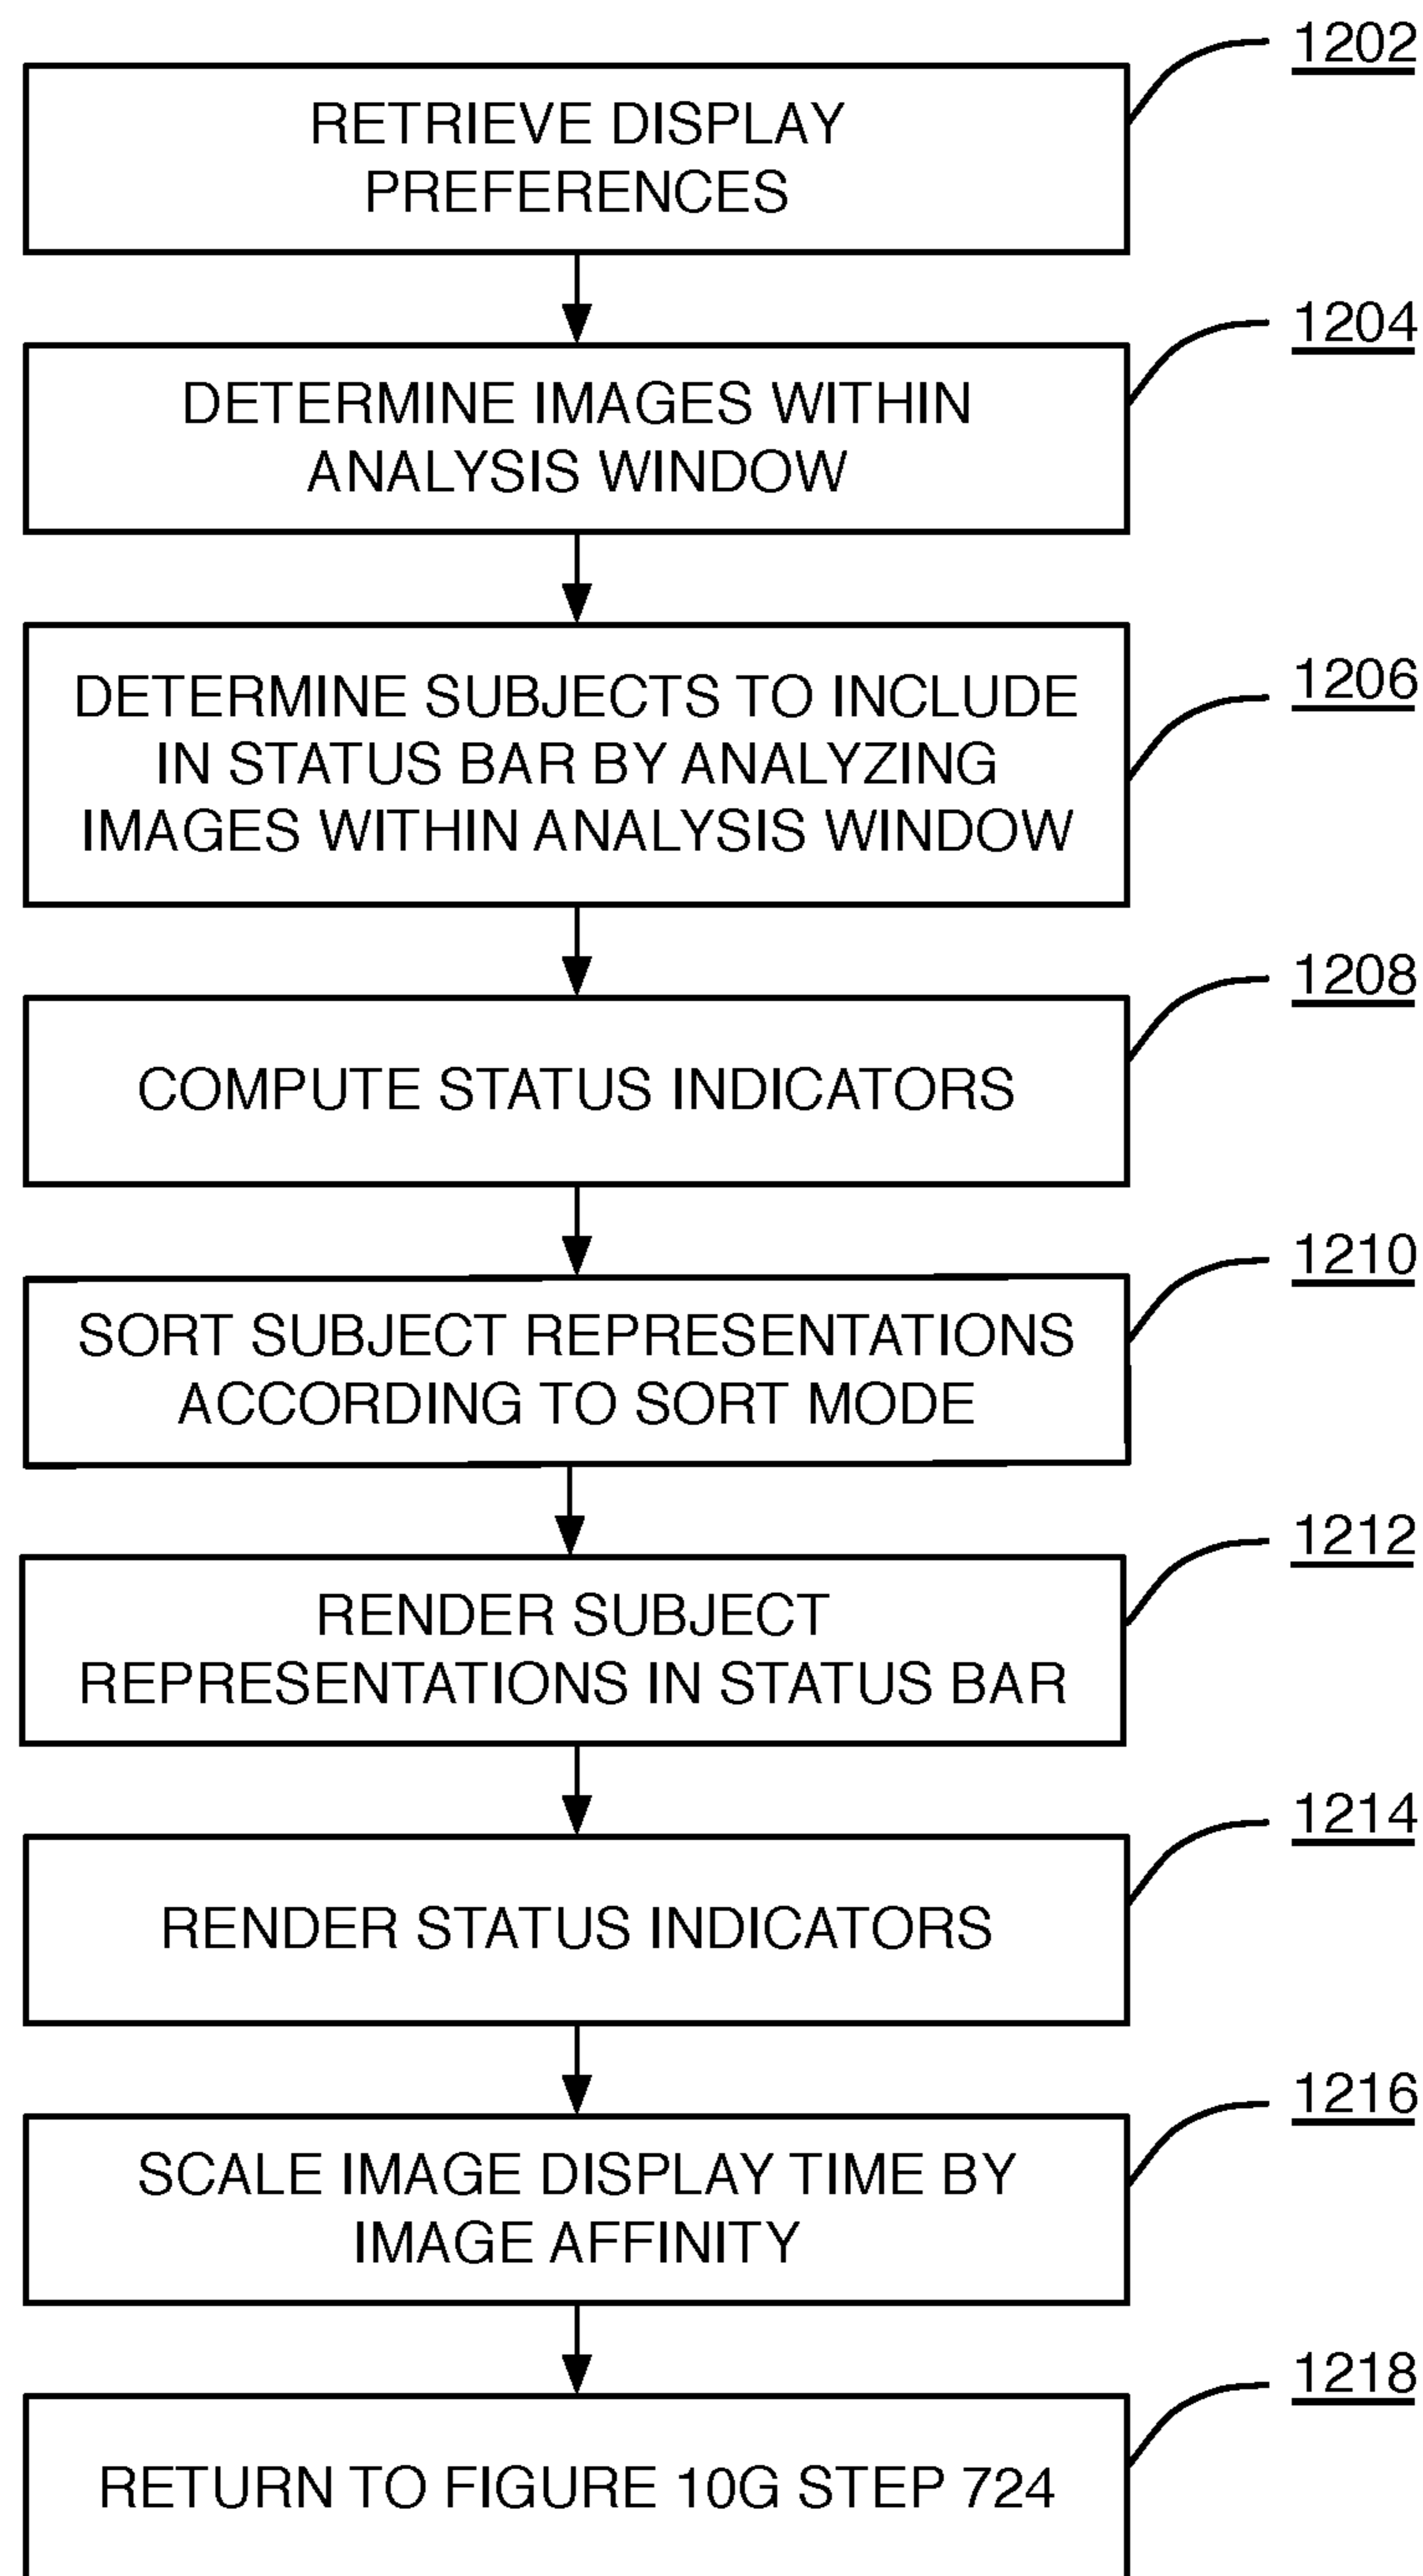 1202
RETRIEVE DISPLAY
PREFERENCES
1204
DETERMINE IMAGES WITHIN
ANALYSIS WINDOW
1206
DETERMINE SUBJECTS TO INCLUDE
IN STATUS BAR BY ANALYZING
IMAGES WITHIN ANALYSIS WINDOW
1208
COMPUTE STATUS INDICATORS
1210
SORT SUBJECT REPRESENTATIONS
ACCORDING TO SORT MODE
1212
RENDER SUBJECT
REPRESENTATIONS IN STATUS BAR
1214
RENDER STATUS INDICATORS
1216
SCALE IMAGE DISPLAY TIME BY
IMAGE AFFINITY
1218
RETURN TO FIGURE 10G STEP 724